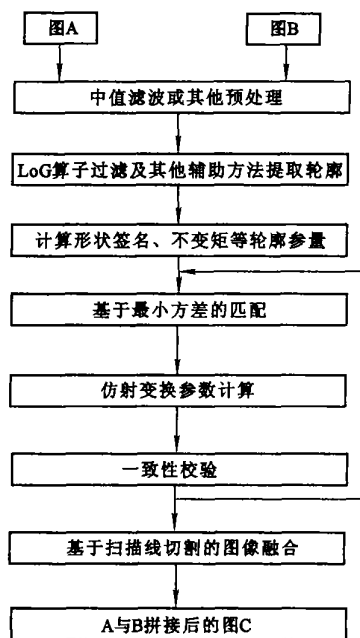 图A
图B
中值滤波或其他预处理
LoG算子过滤及其他辅助方法提取轮廓
计算形状签名、不变矩等轮廓参量
基于最小方差的匹配
仿射变换参数计算
一致性校验
基于扫描线切割的图像融合
A与B拼接后的图C